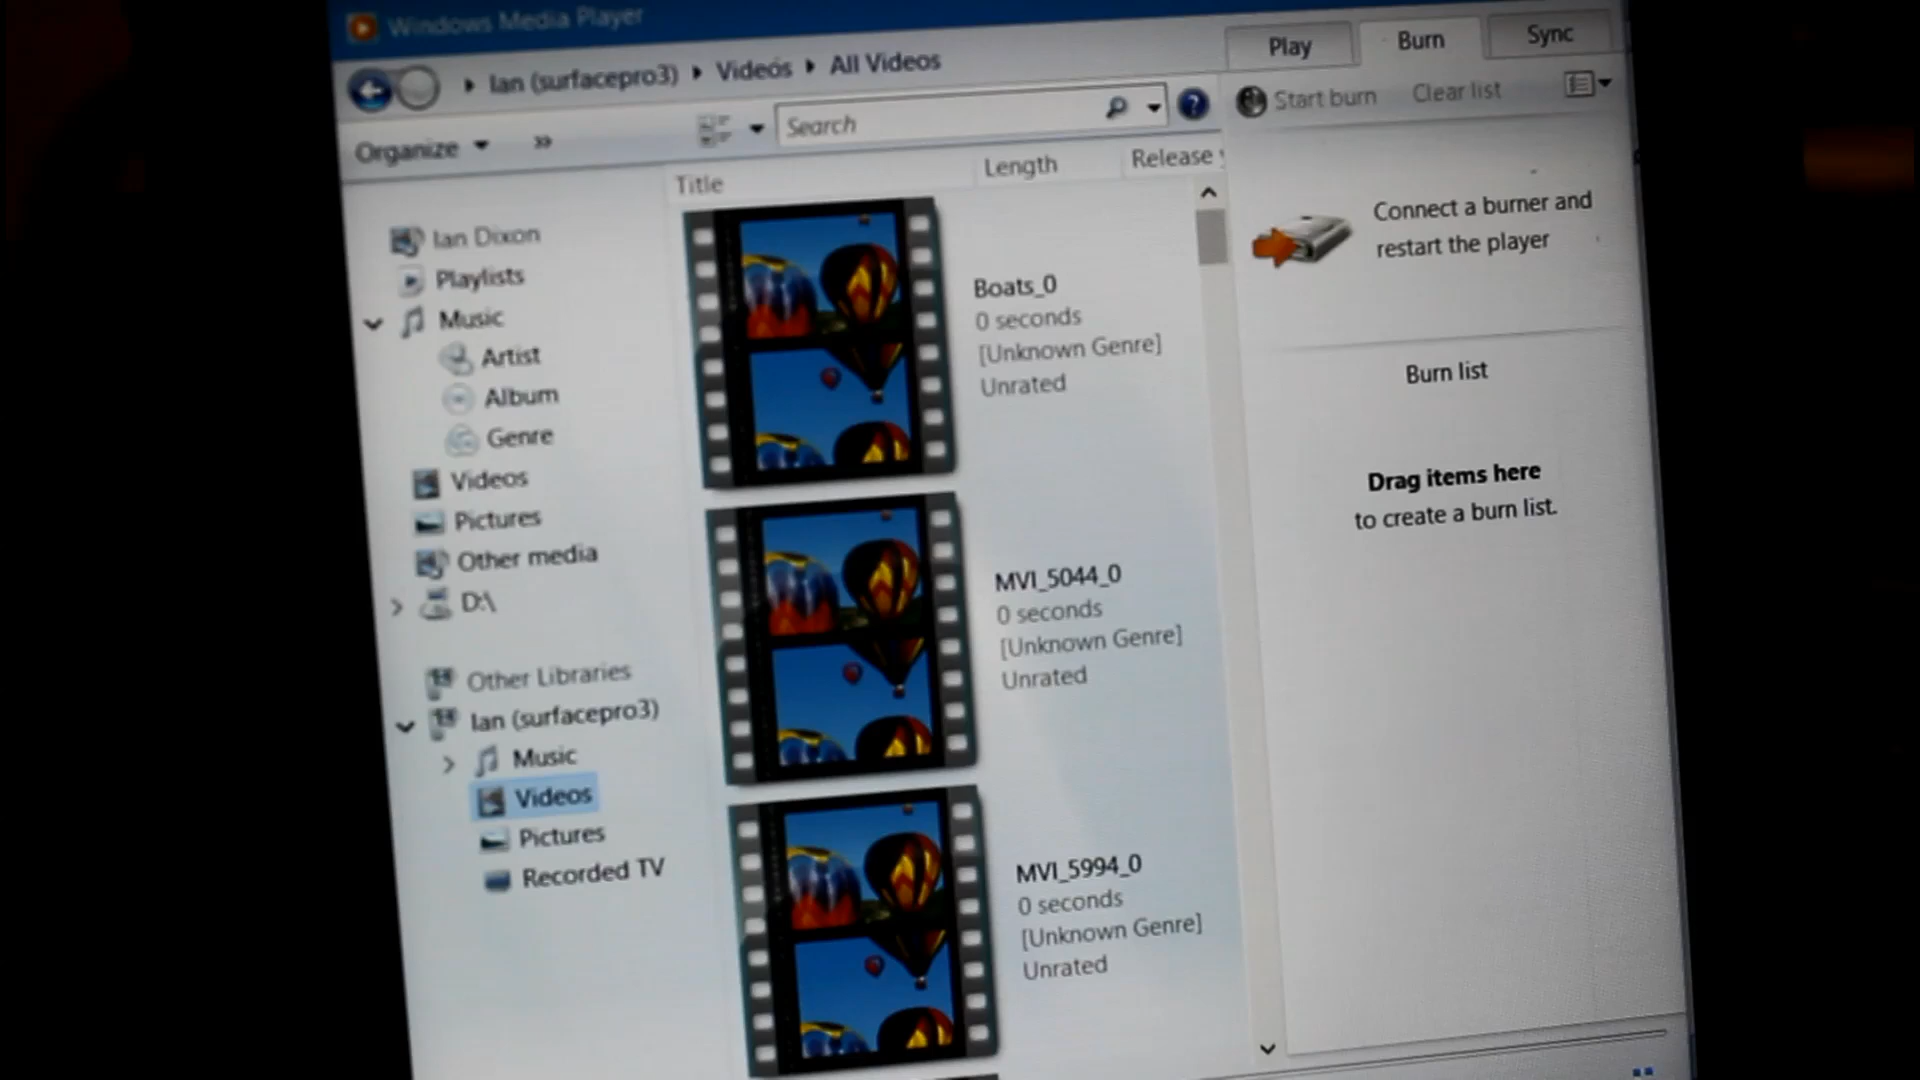 Windows Media Player
Ian (surfacepro3) Videos All Videos
Organize
Search
Title Length Release
Play Burn Sync
Start burn Clear list
Ian Dixon
Playlists
Music
Artist
Album
Genre
Videos
Pictures
Other media
D:\
Other Libraries
Ian (surfacepro3)
Music
Videos
Pictures
Recorded TV
Boats_0
0 seconds
[Unknown Genre]
Unrated
MVI_5044_0
0 seconds
[Unknown Genre]
Unrated
MVI_5994_0
0 seconds
[Unknown Genre]
Unrated
Connect a burner and
restart the player
Burn list
Drag items here
to create a burn list.